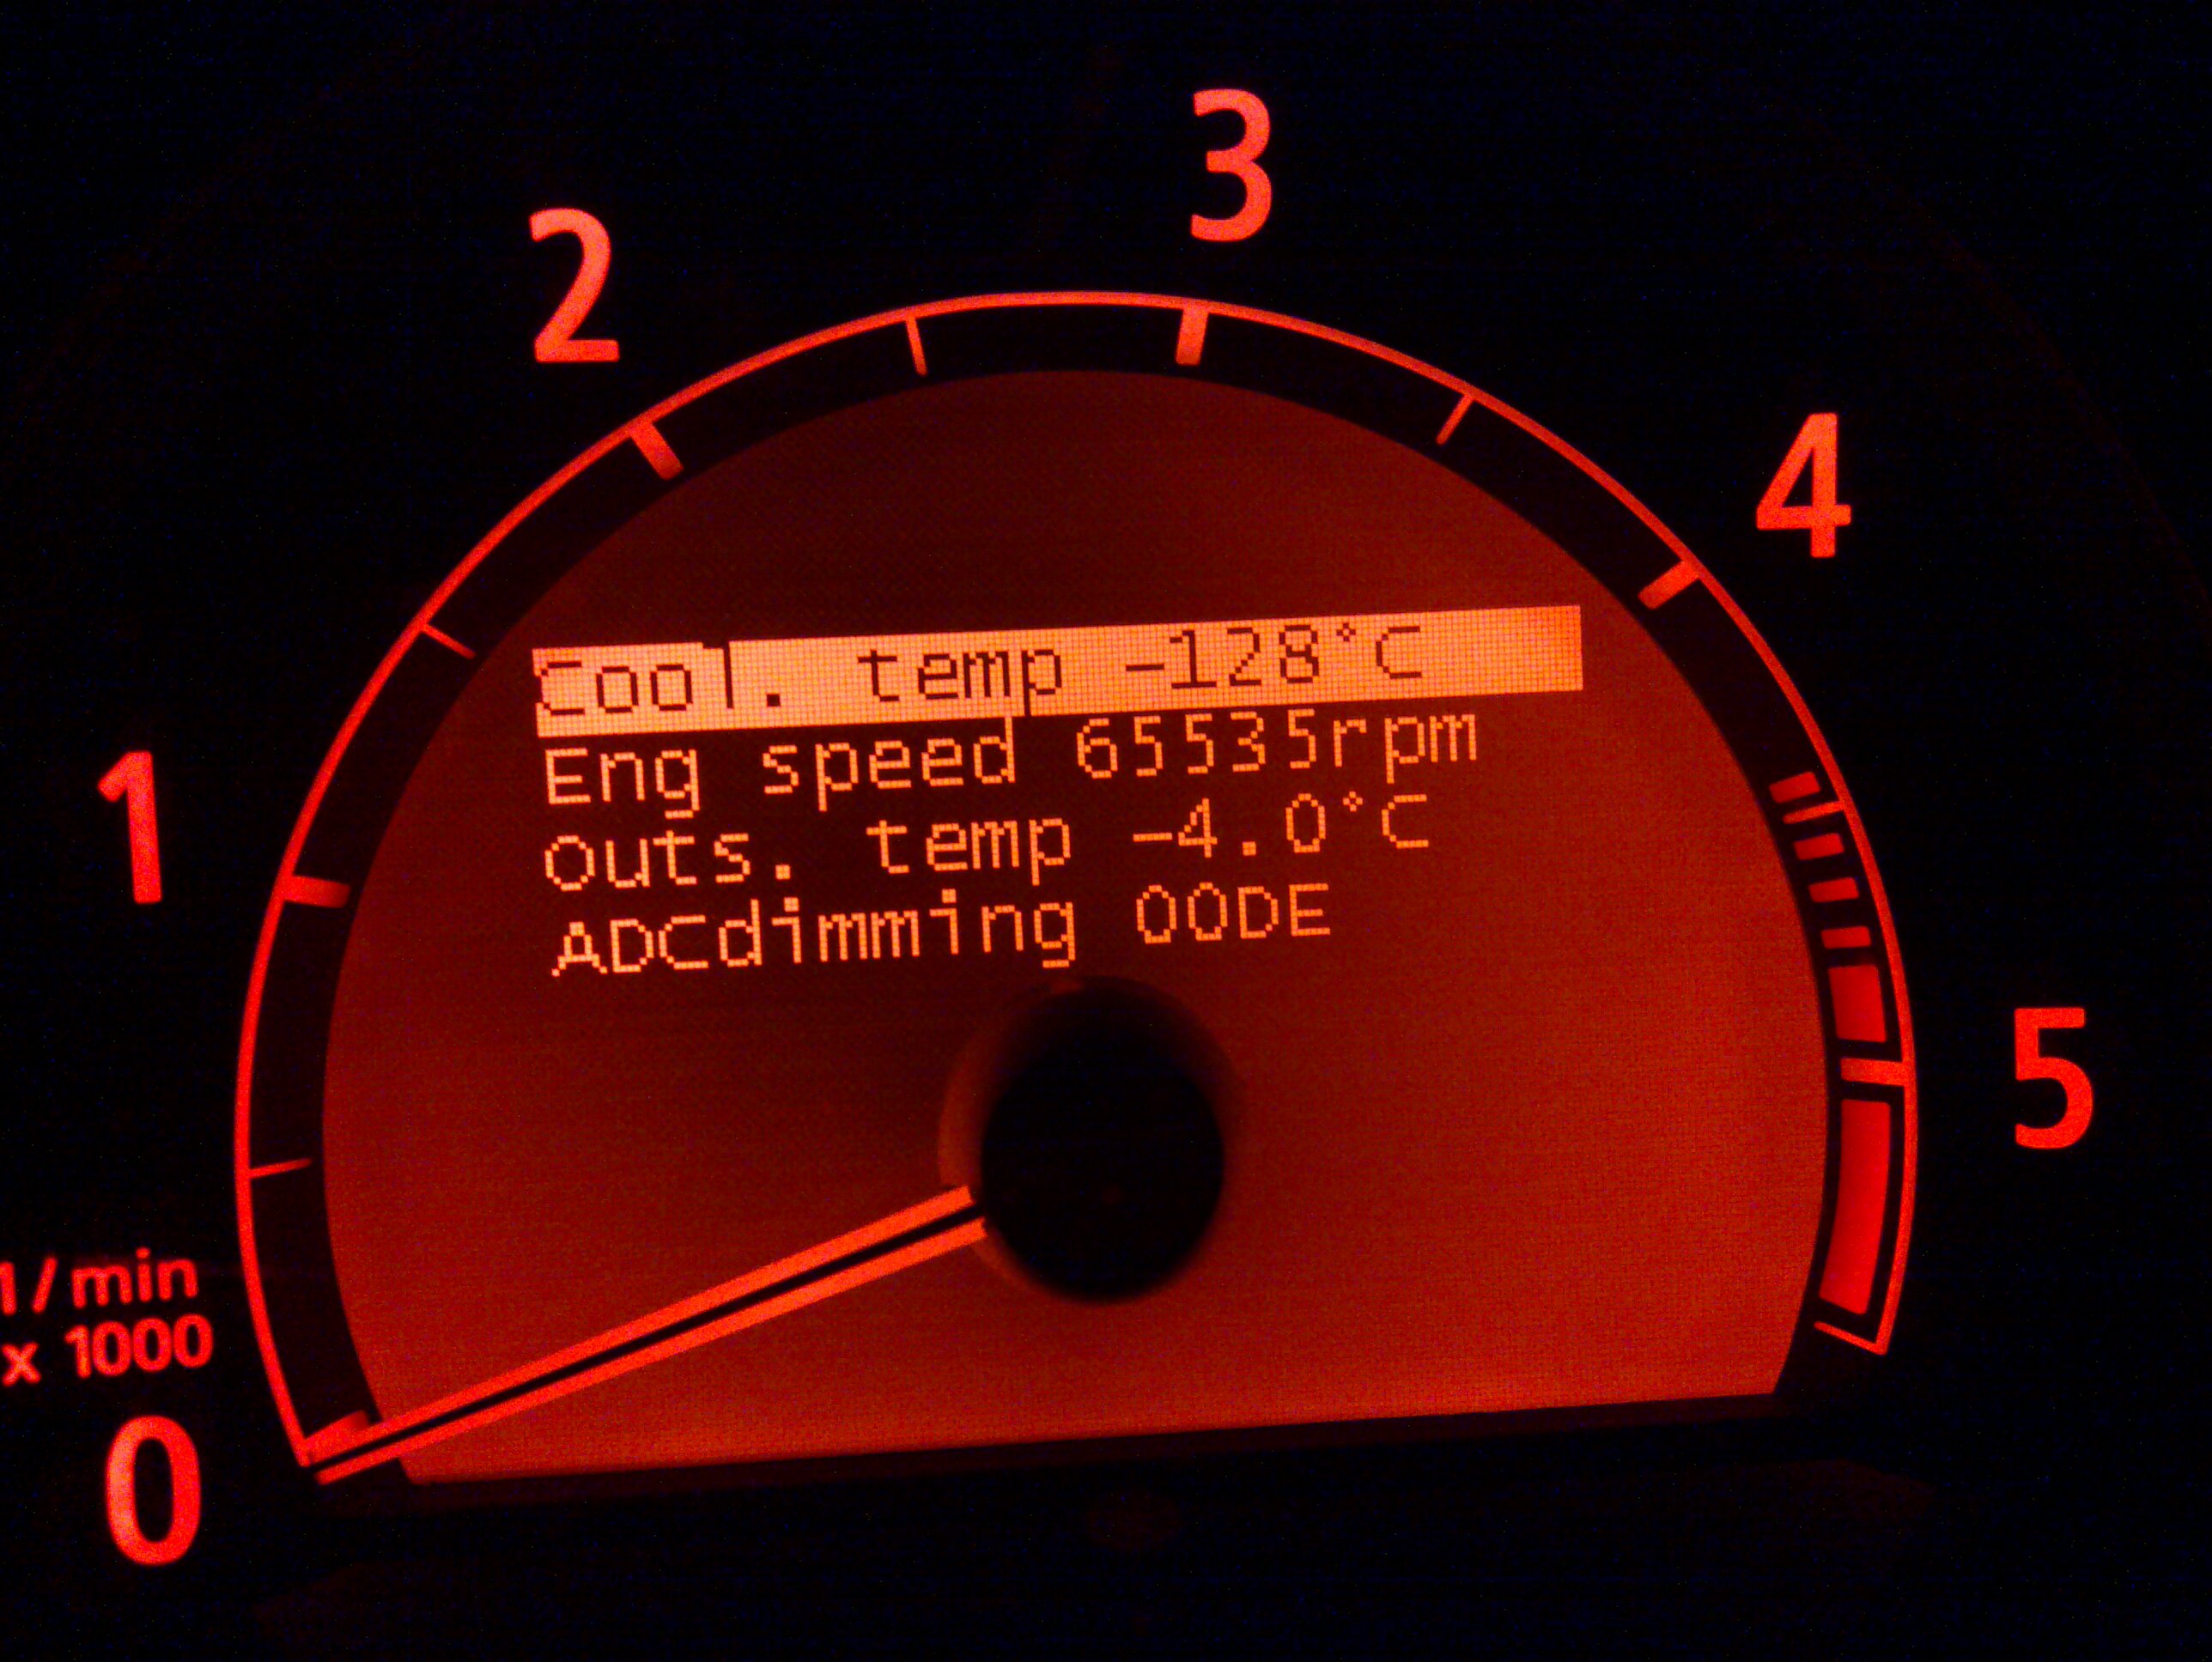 3
2
4
Cool. temp -128°C
Eng speed 65535rpm
Outs. temp -4.0°C
ADCdimming 00DE
1
5
1/min
x 1000
0